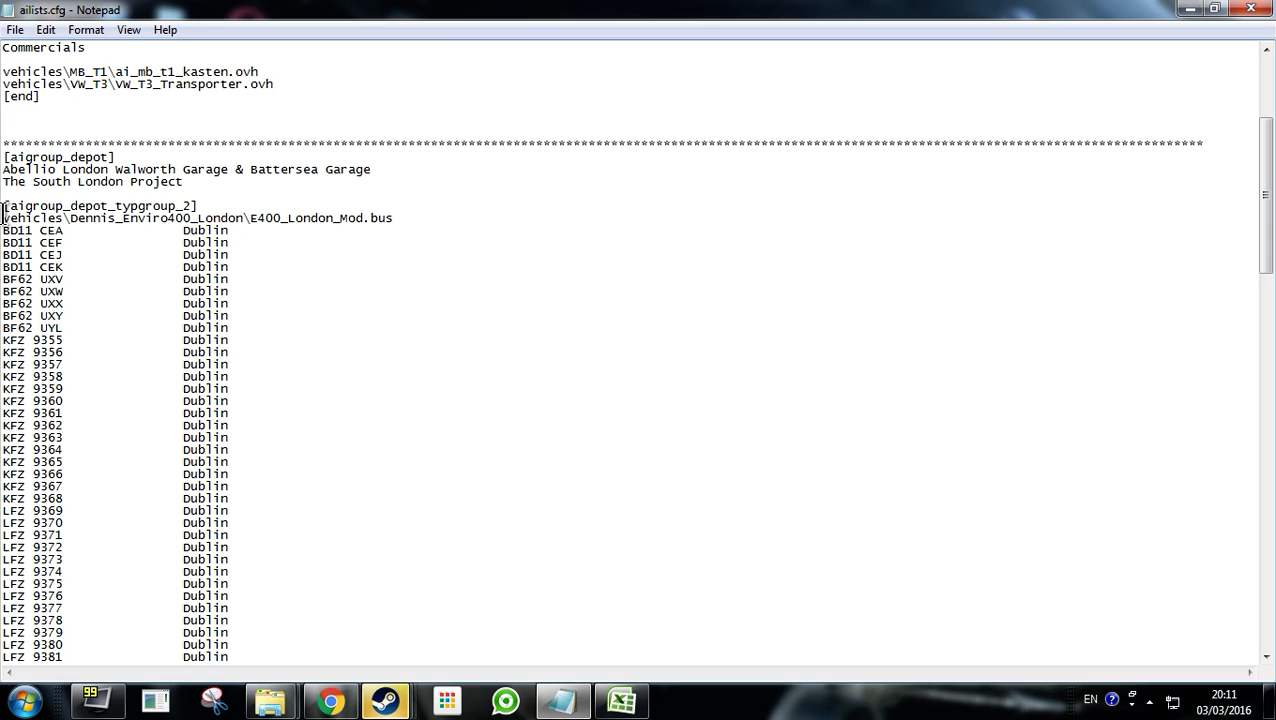 ailists.cfg - Notepad
File Edit Format View Help
Commercials
vehicles\MB_T1\ai_mb_t1_kasten.ovh
vehicles\VW_T3\VW_T3_Transporter.ovh
[end]
****************************************************************************************************************************************************************
[aigroup_depot]
Abellio London Walworth Garage & Battersea Garage
The South London Project
[aigroup_depot_typgroup_2]
vehicles\Dennis_Enviro400_London\E400_London_Mod.bus
BD11 CEA Dublin
BD11 CEF Dublin
BD11 CEJ Dublin
BD11 CEK Dublin
BF62 UXV Dublin
BF62 UXW Dublin
BF62 UXX Dublin
BF62 UXY Dublin
BF62 UYL Dublin
KFZ 9355 Dublin
KFZ 9356 Dublin
KFZ 9357 Dublin
KFZ 9358 Dublin
KFZ 9359 Dublin
KFZ 9360 Dublin
KFZ 9361 Dublin
KFZ 9362 Dublin
KFZ 9363 Dublin
KFZ 9364 Dublin
KFZ 9365 Dublin
KFZ 9366 Dublin
KFZ 9367 Dublin
KFZ 9368 Dublin
LFZ 9369 Dublin
LFZ 9370 Dublin
LFZ 9371 Dublin
LFZ 9372 Dublin
LFZ 9373 Dublin
LFZ 9374 Dublin
LFZ 9375 Dublin
LFZ 9376 Dublin
LFZ 9377 Dublin
LFZ 9378 Dublin
LFZ 9379 Dublin
LFZ 9380 Dublin
LFZ 9381 Dublin
99
EN
20:11
03/03/2016